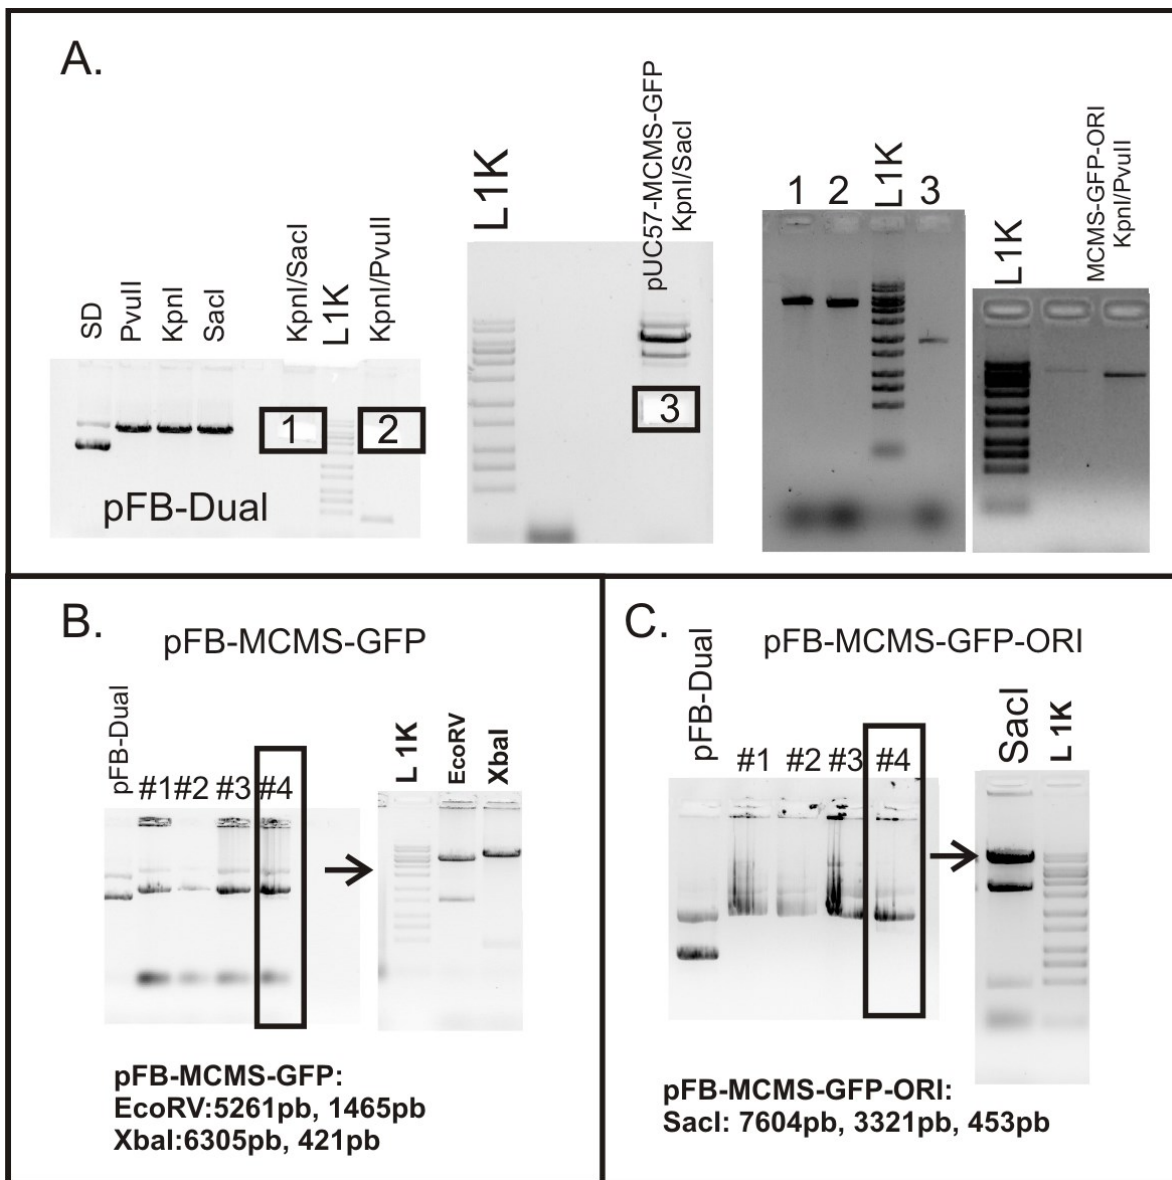 A.
SD
PvuII
KpnI
SacI
KpnI/SacI
L1K
KpnI/PvuII
1
2
pFB-Dual
L1K
pUC57-MCMS-GFP
KpnI/SacI
3
1
2
L1K
3
L1K
MCMS-GFP-ORI
KpnI/PvuII
B.
pFB-MCMS-GFP
pFB-Dual
#1
#2
#3
#4
L 1K
EcoRV
XbaI
pFB-MCMS-GFP:
EcoRV:5261pb, 1465pb
XbaI:6305pb, 421pb
C.
pFB-MCMS-GFP-ORI
pFB-Dual
#1
#2
#3
#4
SacI
L 1K
pFB-MCMS-GFP-ORI:
SacI: 7604pb, 3321pb, 453pb